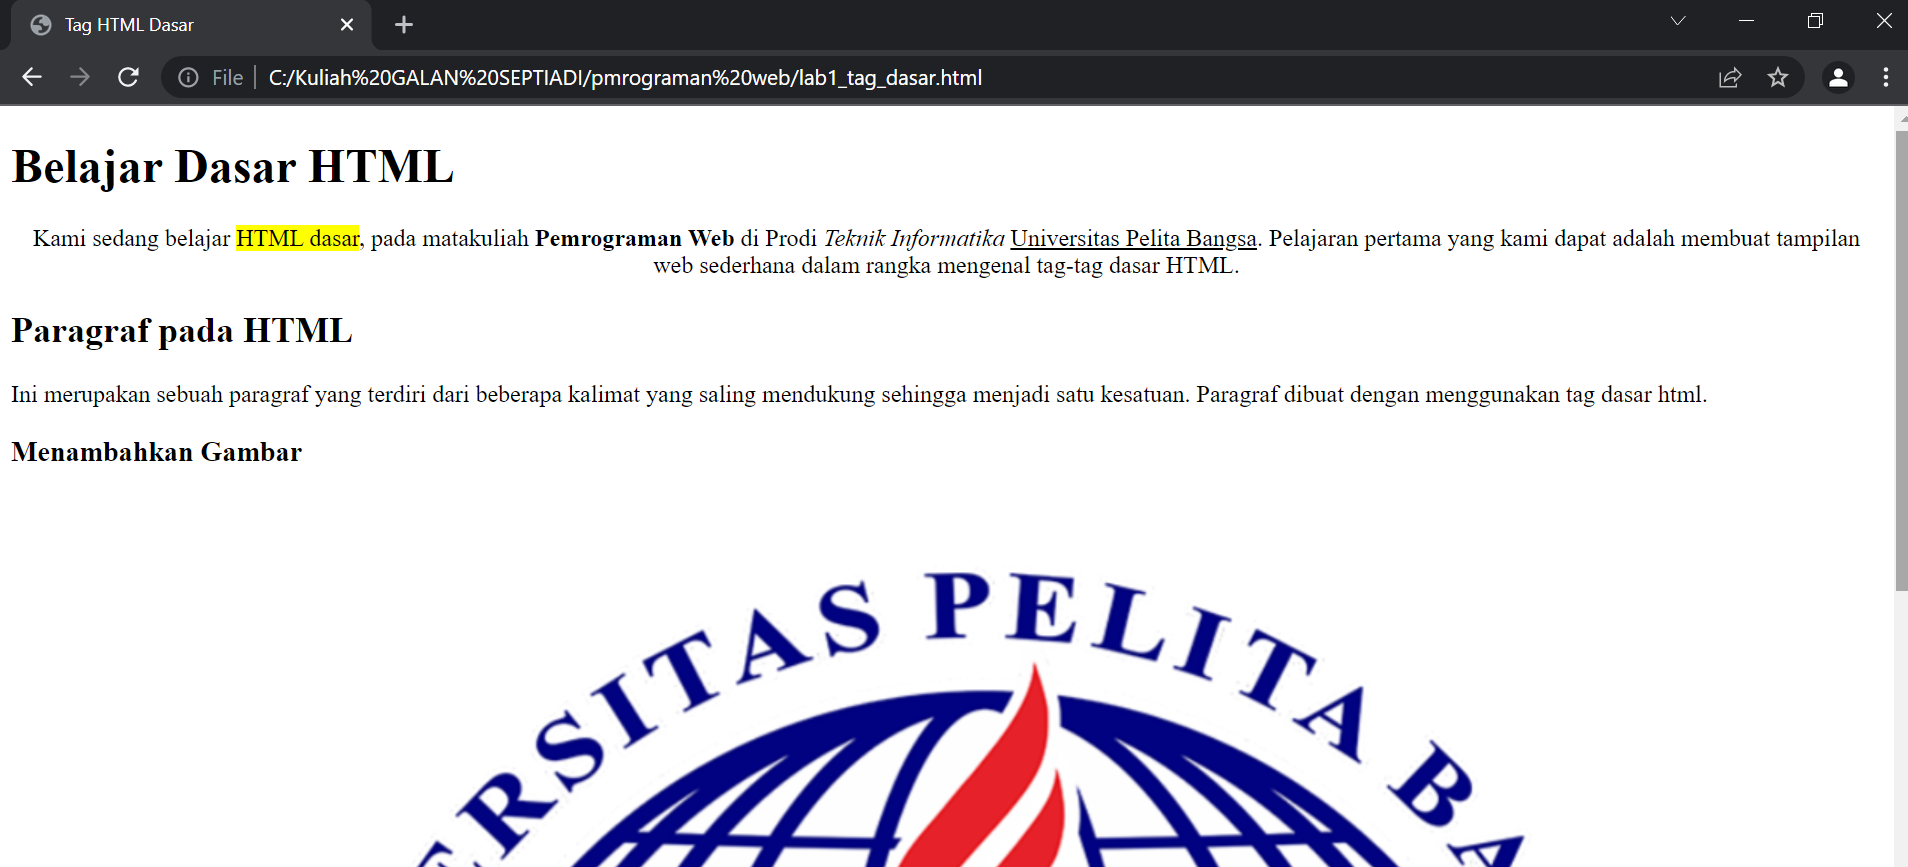 Tag HTML Dasar
File
C:/Kuliah%20GALAN%20SEPTIADI/pmrograman%20web/lab1_tag_dasar.html
Belajar Dasar HTML
Kami sedang belajar HTML dasar, pada matakuliah Pemrograman Web di Prodi Teknik Informatika Universitas Pelita Bangsa. Pelajaran pertama yang kami dapat adalah membuat tampilan
web sederhana dalam rangka mengenal tag-tag dasar HTML.
Paragraf pada HTML
Ini merupakan sebuah paragraf yang terdiri dari beberapa kalimat yang saling mendukung sehingga menjadi satu kesatuan. Paragraf dibuat dengan menggunakan tag dasar html.
Menambahkan Gambar
ERSITAS PELITA BA